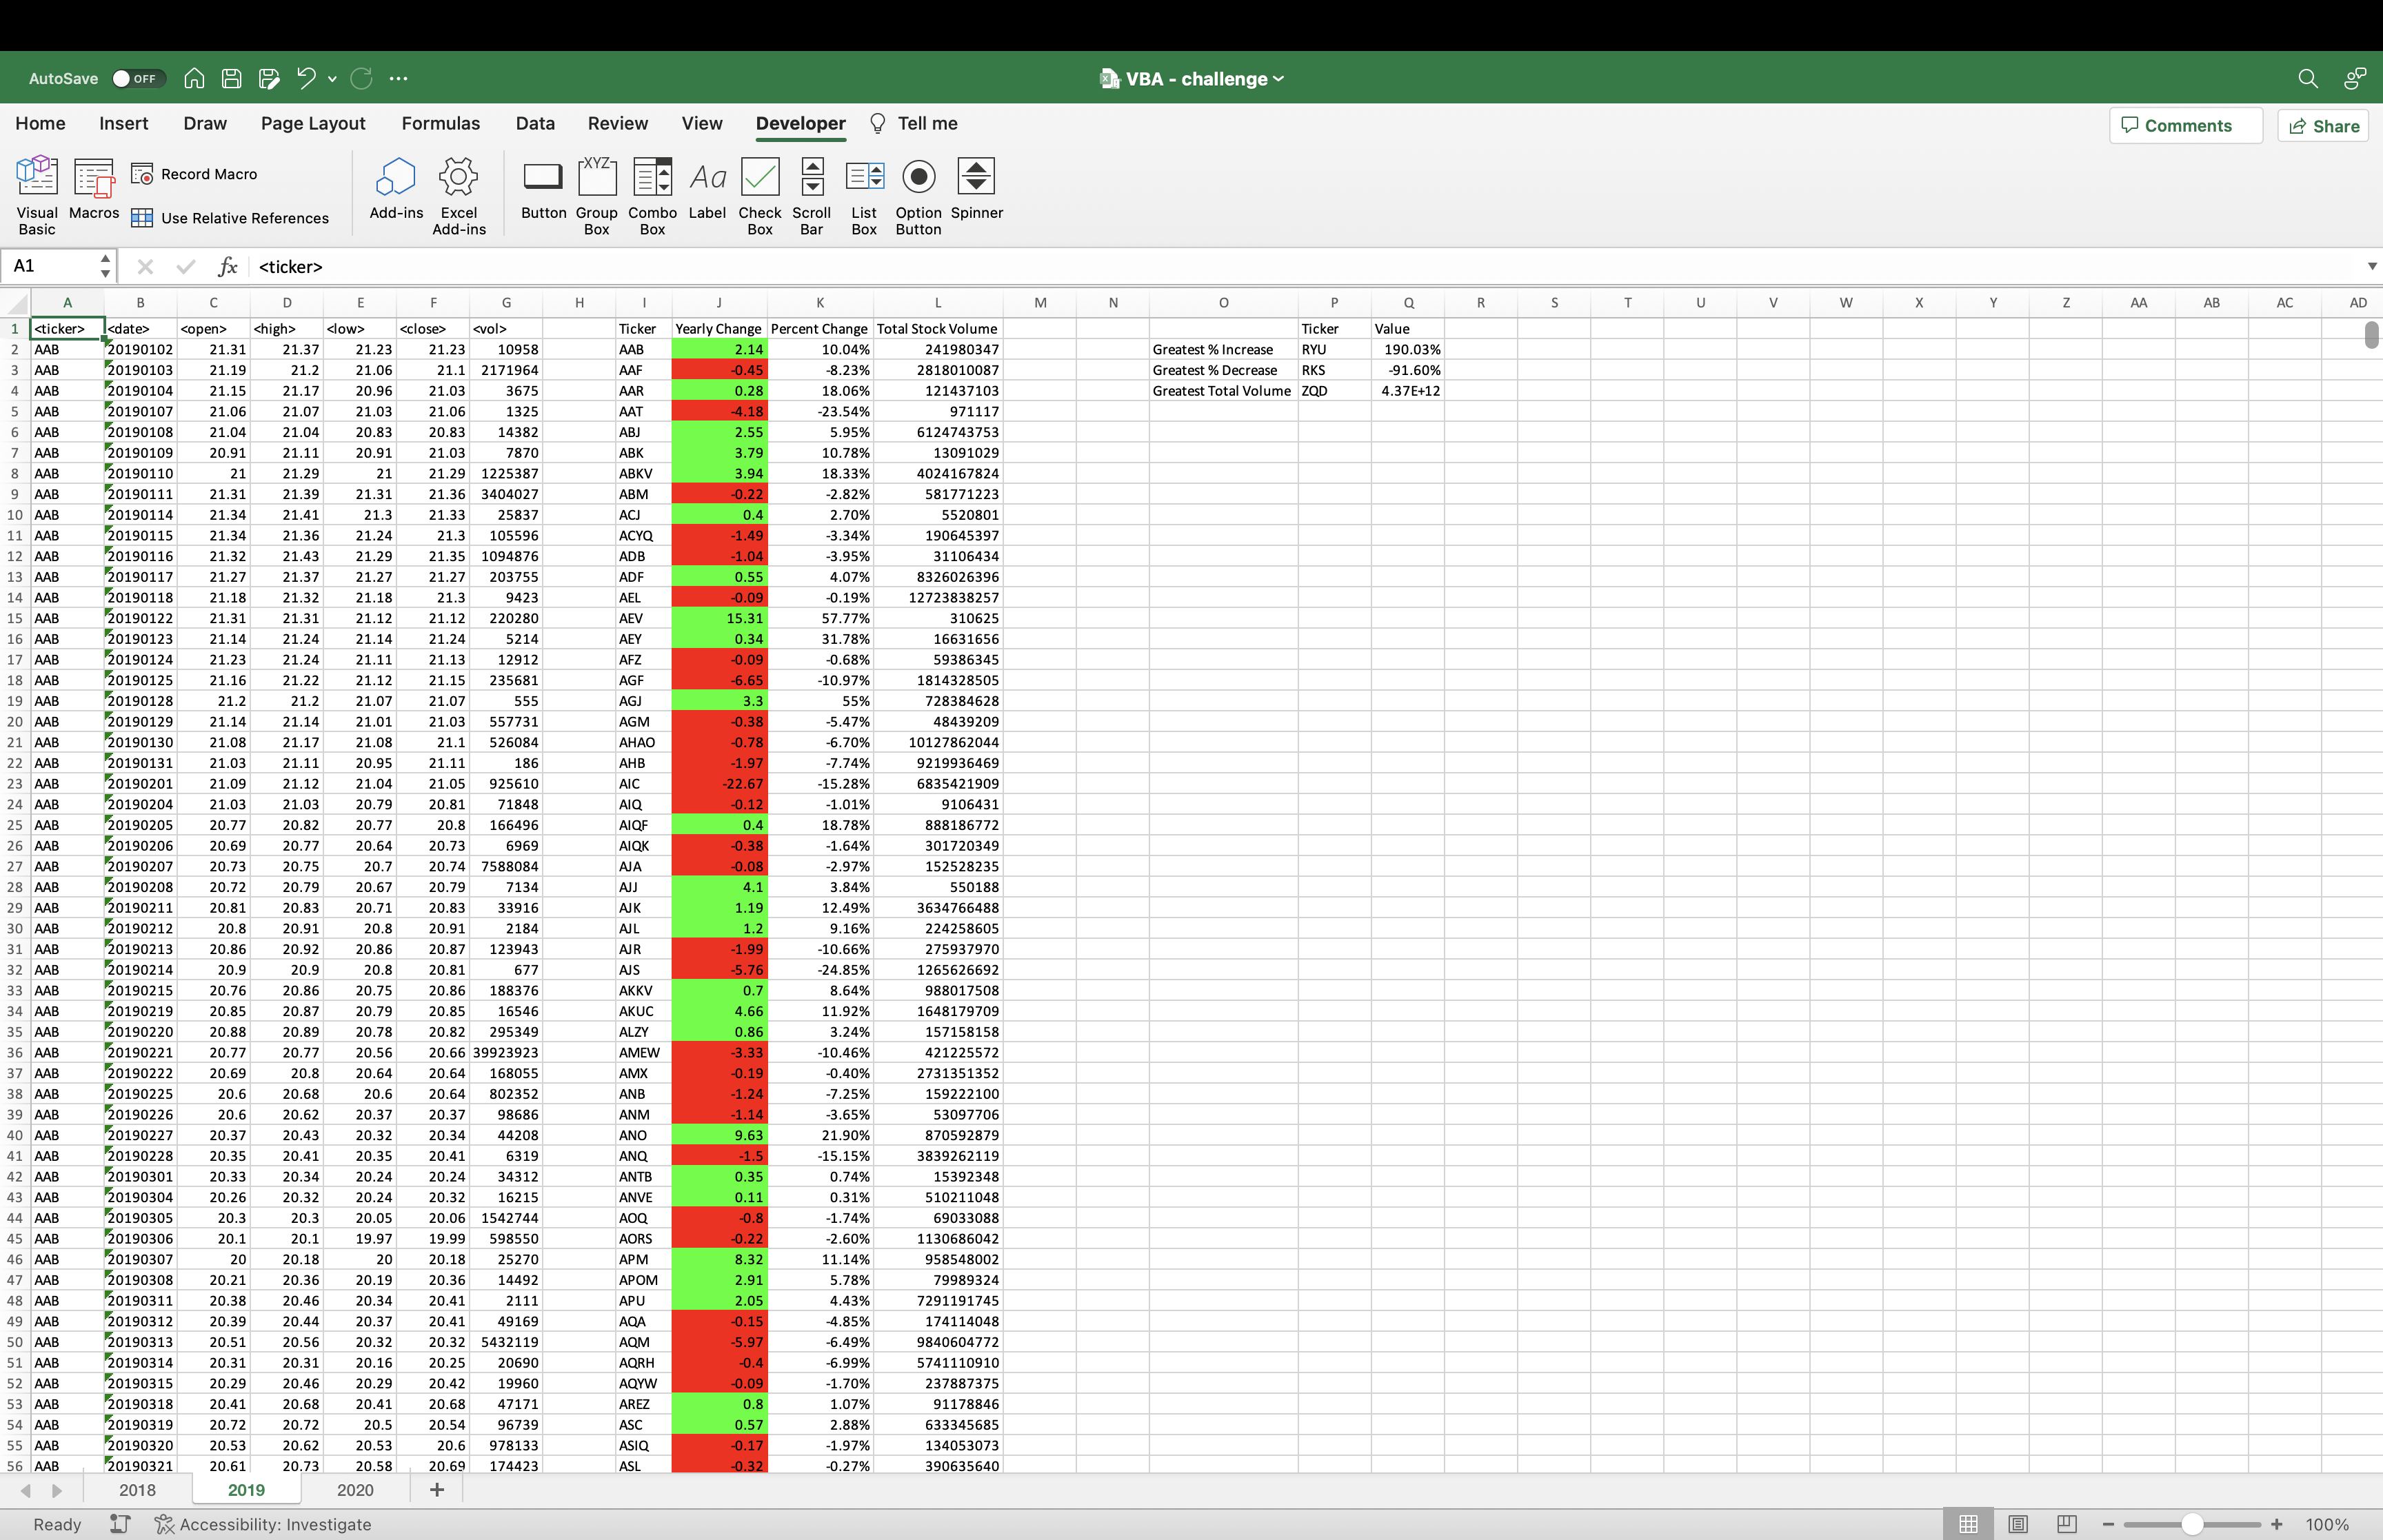 AutoSave OFF VBA - challenge
Home Insert Draw Page Layout Formulas Data Review View Developer Tell me Comments Share
Visual Basic Macros Record Macro Use Relative References Add-ins Excel Add-ins Button Group Box Combo Box Label Check Box Scroll Bar List Box Option Button Spinner
XYZ Aa
A1 fx <ticker>
A B C D E F G H I J K L M N O P Q R S T U V W X Y Z AA AB AC AD
1 <ticker> <date> <open> <high> <low> <close> <vol> Ticker Yearly Change Percent Change Total Stock Volume Ticker Value
2 AAB 20190102 21.31 21.37 21.23 21.23 10958 AAB 2.14 10.04% 241980347 Greatest % Increase RYU 190.03%
3 AAB 20190103 21.19 21.2 21.06 21.1 2171964 AAF -0.45 -8.23% 2818010087 Greatest % Decrease RKS -91.60%
4 AAB 20190104 21.15 21.17 20.96 21.03 3675 AAR 0.28 18.06% 121437103 Greatest Total Volume ZQD 4.37E+12
5 AAB 20190107 21.06 21.07 21.03 21.06 1325 AAT -4.18 -23.54% 971117
6 AAB 20190108 21.04 21.04 20.83 20.83 14382 ABJ 2.55 5.95% 6124743753
7 AAB 20190109 20.91 21.11 20.91 21.03 7870 ABK 3.79 10.78% 13091029
8 AAB 20190110 21 21.29 21 21.29 1225387 ABKV 3.94 18.33% 4024167824
9 AAB 20190111 21.31 21.39 21.31 21.36 3404027 ABM -0.22 -2.82% 581771223
10 AAB 20190114 21.34 21.41 21.3 21.33 25837 ACJ 0.4 2.70% 5520801
11 AAB 20190115 21.34 21.36 21.24 21.3 105596 ACYQ -1.49 -3.34% 190645397
12 AAB 20190116 21.32 21.43 21.29 21.35 1094876 ADB -1.04 -3.95% 31106434
13 AAB 20190117 21.27 21.37 21.27 21.27 203755 ADF 0.55 4.07% 8326026396
14 AAB 20190118 21.18 21.32 21.18 21.3 9423 AEL -0.09 -0.19% 12723838257
15 AAB 20190122 21.31 21.31 21.12 21.12 220280 AEV 15.31 57.77% 310625
16 AAB 20190123 21.14 21.24 21.14 21.24 5214 AEY 0.34 31.78% 16631656
17 AAB 20190124 21.23 21.24 21.11 21.13 12912 AFZ -0.09 -0.68% 59386345
18 AAB 20190125 21.16 21.22 21.12 21.15 235681 AGF -6.65 -10.97% 1814328505
19 AAB 20190128 21.2 21.2 21.07 21.07 555 AGJ 3.3 55% 728384628
20 AAB 20190129 21.14 21.14 21.01 21.03 557731 AGM -0.38 -5.47% 48439209
21 AAB 20190130 21.08 21.17 21.08 21.1 526084 AHAO -0.78 -6.70% 10127862044
22 AAB 20190131 21.03 21.11 20.95 21.11 186 AHB -1.97 -7.74% 9219936469
23 AAB 20190201 21.09 21.12 21.04 21.05 925610 AIC -22.67 -15.28% 6835421909
24 AAB 20190204 21.03 21.03 20.79 20.81 71848 AIQ -0.12 -1.01% 9106431
25 AAB 20190205 20.77 20.82 20.77 20.8 166496 AIQF 0.4 18.78% 888186772
26 AAB 20190206 20.69 20.77 20.64 20.73 6969 AIQK -0.38 -1.64% 301720349
27 AAB 20190207 20.73 20.75 20.7 20.74 7588084 AJA -0.08 -2.97% 152528235
28 AAB 20190208 20.72 20.79 20.67 20.79 7134 AJJ 4.1 3.84% 550188
29 AAB 20190211 20.81 20.83 20.71 20.83 33916 AJK 1.19 12.49% 3634766488
30 AAB 20190212 20.8 20.91 20.8 20.91 2184 AJL 1.2 9.16% 224258605
31 AAB 20190213 20.86 20.92 20.86 20.87 123943 AJR -1.99 -10.66% 275937970
32 AAB 20190214 20.9 20.9 20.8 20.81 677 AJS -5.76 -24.85% 1265626692
33 AAB 20190215 20.76 20.86 20.75 20.86 188376 AKKV 0.7 8.64% 988017508
34 AAB 20190219 20.85 20.87 20.79 20.85 16546 AKUC 4.66 11.92% 1648179709
35 AAB 20190220 20.88 20.89 20.78 20.82 295349 ALZY 0.86 3.24% 157158158
36 AAB 20190221 20.77 20.77 20.56 20.66 39923923 AMEW -3.33 -10.46% 421225572
37 AAB 20190222 20.69 20.8 20.64 20.64 168055 AMX -0.19 -0.40% 2731351352
38 AAB 20190225 20.6 20.68 20.6 20.64 802352 ANB -1.24 -7.25% 159222100
39 AAB 20190226 20.6 20.62 20.37 20.37 98686 ANM -1.14 -3.65% 53097706
40 AAB 20190227 20.37 20.43 20.32 20.34 44208 ANO 9.63 21.90% 870592879
41 AAB 20190228 20.35 20.41 20.35 20.41 6319 ANQ -1.5 -15.15% 3839262119
42 AAB 20190301 20.33 20.34 20.24 20.24 34312 ANTB 0.35 0.74% 15392348
43 AAB 20190304 20.26 20.32 20.24 20.32 16215 ANVE 0.11 0.31% 510211048
44 AAB 20190305 20.3 20.3 20.05 20.06 1542744 AOQ -0.8 -1.74% 69033088
45 AAB 20190306 20.1 20.1 19.97 19.99 598550 AORS -0.22 -2.60% 1130686042
46 AAB 20190307 20 20.18 20 20.18 25270 APM 8.32 11.14% 958548002
47 AAB 20190308 20.21 20.36 20.19 20.36 14492 APOM 2.91 5.78% 79989324
48 AAB 20190311 20.38 20.46 20.34 20.41 2111 APU 2.05 4.43% 7291191745
49 AAB 20190312 20.39 20.44 20.37 20.41 49169 AQA -0.15 -4.85% 174114048
50 AAB 20190313 20.51 20.56 20.32 20.32 5432119 AQM -5.97 -6.49% 9840604772
51 AAB 20190314 20.31 20.31 20.16 20.25 20690 AQRH -0.4 -6.99% 5741110910
52 AAB 20190315 20.29 20.46 20.29 20.42 19960 AQYW -0.09 -1.70% 237887375
53 AAB 20190318 20.41 20.68 20.41 20.68 47171 AREZ 0.8 1.07% 91178846
54 AAB 20190319 20.72 20.72 20.5 20.54 96739 ASC 0.57 2.88% 633345685
55 AAB 20190320 20.53 20.62 20.53 20.6 978133 ASIQ -0.17 -1.97% 134053073
56 AAB 20190321 20.61 20.73 20.58 20.69 174423 ASL -0.32 -0.27% 390635640
2018 2019 2020 +
Ready Accessibility: Investigate 100%